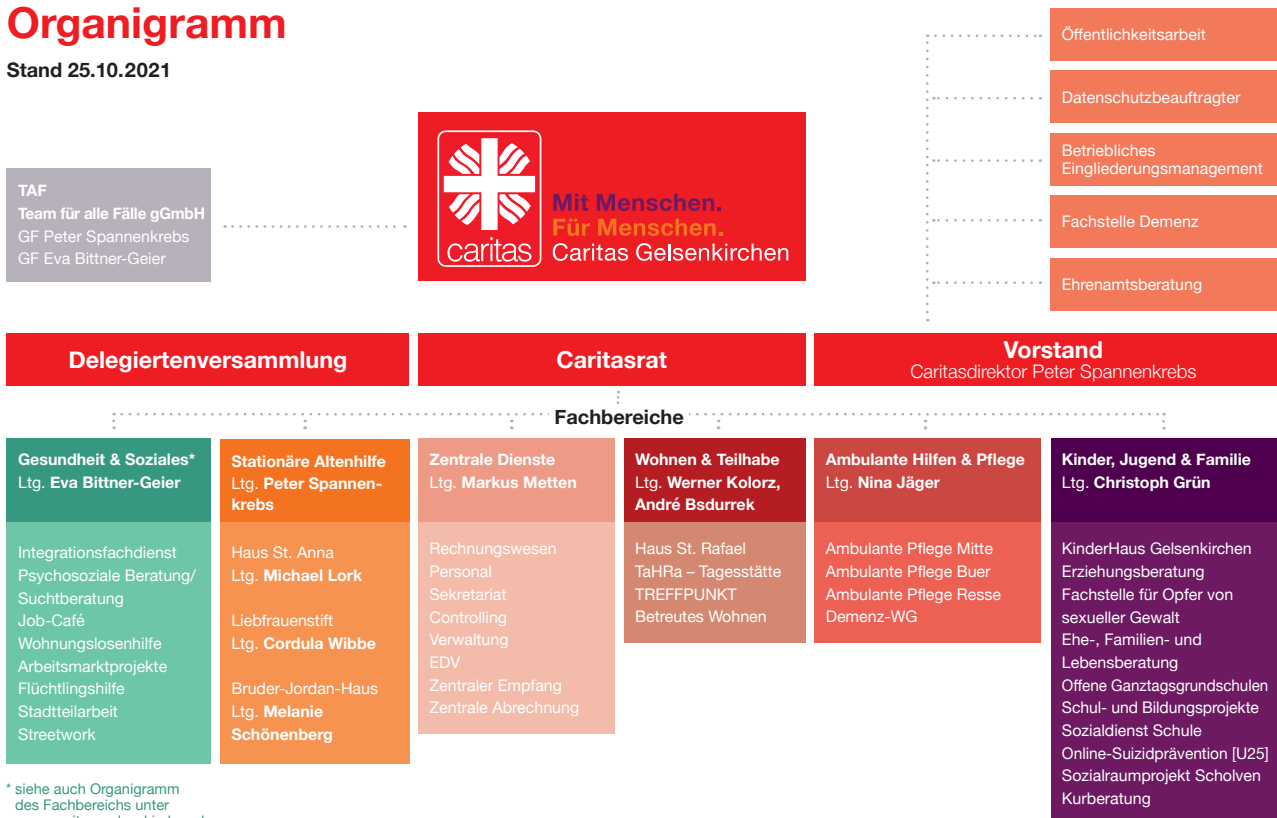 Organigramm
Stand 25.10.2021
TAF
Team für alle Fälle gGmbH
GF Peter Spannenkrebs
GF Eva Bittner-Geier
caritas
Mit Menschen.
Für Menschen.
Caritas Gelsenkirchen
Öffentlichkeitsarbeit
Datenschutzbeauftragter
Betriebliches
Eingliederungsmanagement
Fachstelle Demenz
Ehrenamtsberatung
Delegiertenversammlung
Caritasrat
Vorstand
Caritasdirektor Peter Spannenkrebs
Fachbereiche
Gesundheit & Soziales*
Ltg. Eva Bittner-Geier
Integrationsfachdienst
Psychosoziale Beratung/
Suchtberatung
Job-Café
Wohnungslosenhilfe
Arbeitsmarktprojekte
Flüchtlingshilfe
Stadtteilarbeit
Streetwork
* siehe auch Organigramm
des Fachbereichs unter
Stationäre Altenhilfe
Ltg. Peter Spannen-
krebs
Haus St. Anna
Ltg. Michael Lork
Liebfrauenstift
Ltg. Cordula Wibbe
Bruder-Jordan-Haus
Ltg. Melanie
Schönenberg
Zentrale Dienste
Ltg. Markus Metten
Rechnungswesen
Personal
Sekretariat
Controlling
Verwaltung
EDV
Zentraler Empfang
Zentrale Abrechnung
Wohnen & Teilhabe
Ltg. Werner Kolorz,
André Bsdurrek
Haus St. Rafael
TaHRa – Tagesstätte
TREFFPUNKT
Betreutes Wohnen
Ambulante Hilfen & Pflege
Ltg. Nina Jäger
Ambulante Pflege Mitte
Ambulante Pflege Buer
Ambulante Pflege Resse
Demenz-WG
Kinder, Jugend & Familie
Ltg. Christoph Grün
KinderHaus Gelsenkirchen
Erziehungsberatung
Fachstelle für Opfer von
sexueller Gewalt
Ehe-, Familien- und
Lebensberatung
Offene Ganztagsgrundschulen
Schul- und Bildungsprojekte
Sozialdienst Schule
Online-Suizidprävention [U25]
Sozialraumprojekt Scholven
Kurberatung